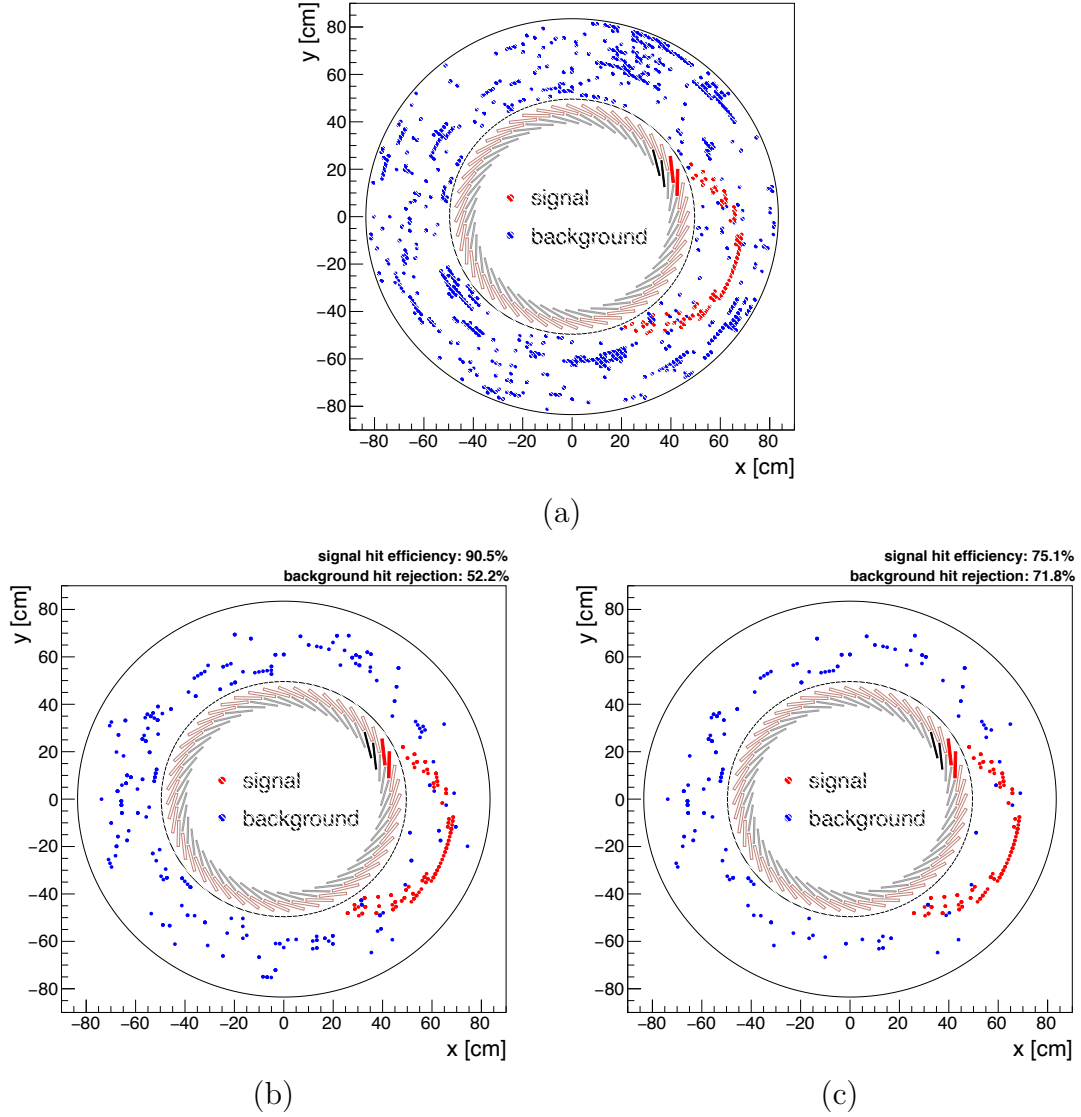 y [cm]
80
60
40
20
0
−20
−40
−60
−80
signal
background
−80 −60 −40 −20 0 20 40 60 80
x [cm]
(a)
signal hit efficiency: 90.5%
background hit rejection: 52.2%
y [cm]
80
60
40
20
0
−20
−40
−60
−80
signal
background
−80 −60 −40 −20 0 20 40 60 80
x [cm]
(b)
signal hit efficiency: 75.1%
background hit rejection: 71.8%
y [cm]
80
60
40
20
0
−20
−40
−60
−80
signal
background
−80 −60 −40 −20 0 20 40 60 80
x [cm]
(c)